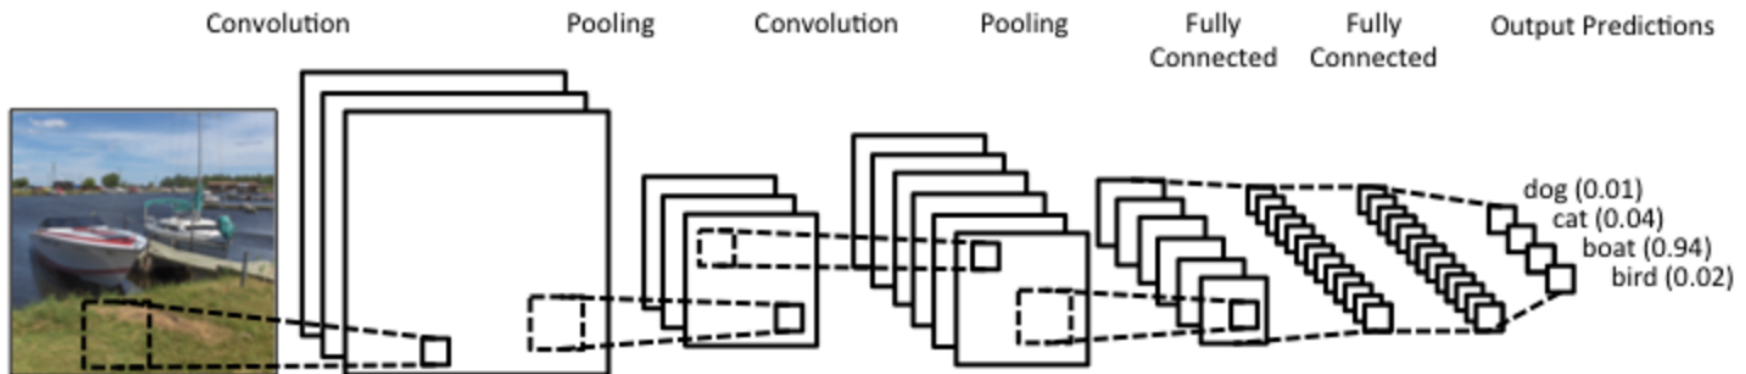 Convolution
Pooling
Convolution
Pooling
Fully
Connected
Fully
Connected
Output Predictions
dog (0.01)
cat (0.04)
boat (0.94)
bird (0.02)